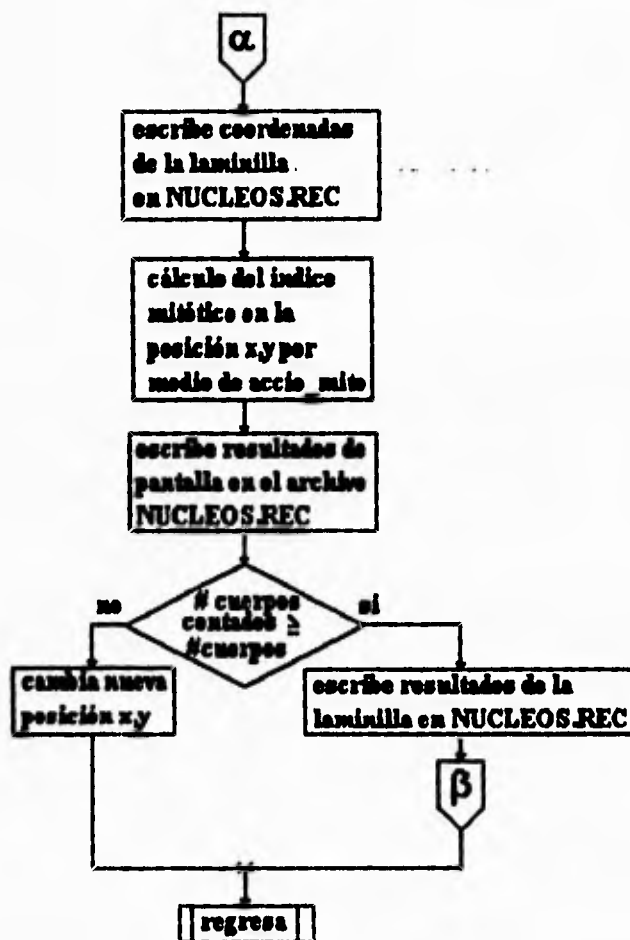 α
escribe coordenadas
de la laminilla
en NUCLEOS.REC
cálculo del índice
mitótico en la
posición x,y por
medio de accio_mito
escribe resultados de
pantalla en el archivo
NUCLEOS.REC
# cuerpos
contados ≥
#cuerpos
no
si
cambia nueva
posición x,y
escribe resultados de la
laminilla en NUCLEOS.REC
β
regresa